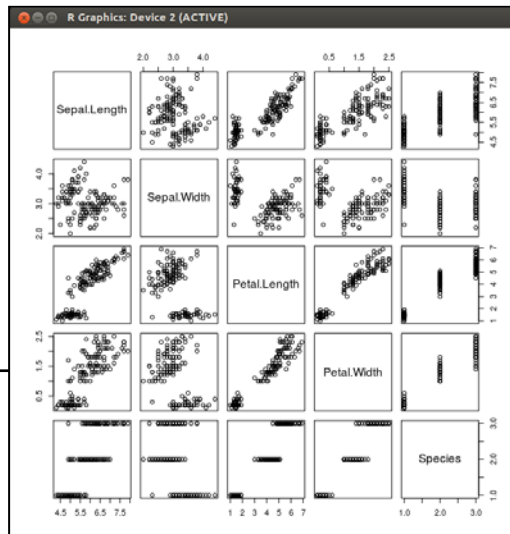 R Graphics: Device 2 (ACTIVE)
2.0 3.0 4.0
0.5 1.5 2.5
Sepal.Length
4.5 5.5 6.5 7.5
2.0 3.0 4.0
Sepal.Width
Petal.Length
1 2 3 4 5 6 7
0.5 1.5 2.5
Petal.Width
Species
1.0 2.0 3.0
4.5 5.5 6.5 7.5
1 2 3 4 5 6 7
1.0 2.0 3.0